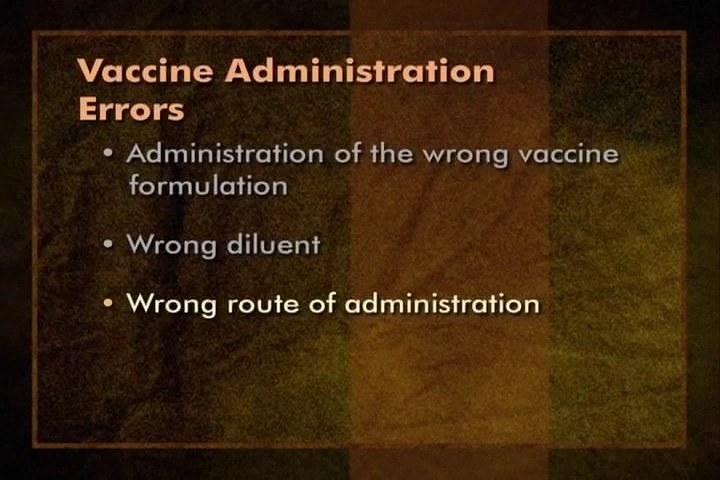 Vaccine Administration
Errors
• Administration of the wrong vaccine
formulation
• Wrong diluent
• Wrong route of administration